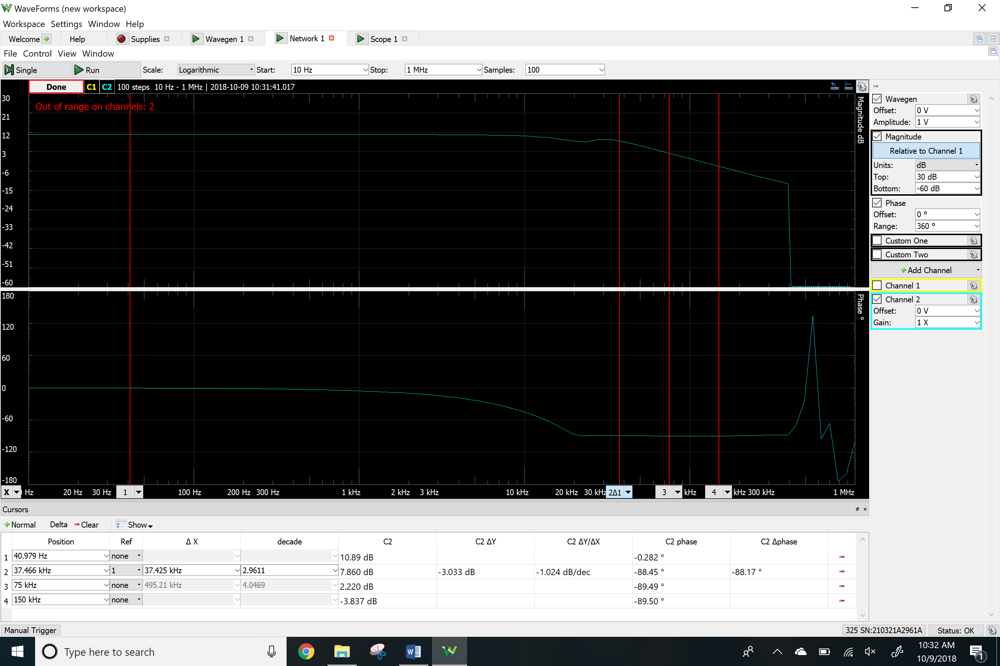 WaveForms (new workspace)
Workspace Settings Window Help
Welcome Help Supplies Wavegen 1 Network 1 Scope 1
File Control View Window
Single Run Scale: Logarithmic Start: 10 Hz Stop: 1 MHz Samples: 100
Done C1 C2 100 steps 10 Hz - 1 MHz | 2018-10-09 10:31:41.017
Out of range on channels: 2
30
21
12
3
-6
-15
-24
-33
-42
-51
-60
Magnitude dB
180
120
60
0
-60
-120
-180
Phase °
X Hz 20 Hz 30 Hz 1 100 Hz 200 Hz 300 Hz 1 kHz 2 kHz 3 kHz 10 kHz 20 kHz 30 kHz 2Δ1 3 kHz 4 kHz 300 kHz 1 MHz
Wavegen
Offset: 0 V
Amplitude: 1 V
Magnitude
Relative to Channel 1
Units: dB
Top: 30 dB
Bottom: -60 dB
Phase
Offset: 0 °
Range: 360 °
Custom One
Custom Two
Add Channel
Channel 1
Channel 2
Offset: 0 V
Gain: 1 X
Cursors
Normal Delta Clear Show
Position Ref Δ X decade C2 C2 ΔY C2 ΔY/ΔX C2 phase C2 Δphase
1 40.979 Hz none 10.89 dB -0.282 °
2 37.466 kHz 1 37.425 kHz 2.9611 7.860 dB -3.033 dB -1.024 dB/dec -88.45 ° -88.17 °
3 75 kHz none 495.21 kHz 4.0469 2.220 dB -89.49 °
4 150 kHz none -3.837 dB -89.50 °
Manual Trigger 325 SN:210321A2961A Status: OK
Type here to search
10:32 AM
10/9/2018
1